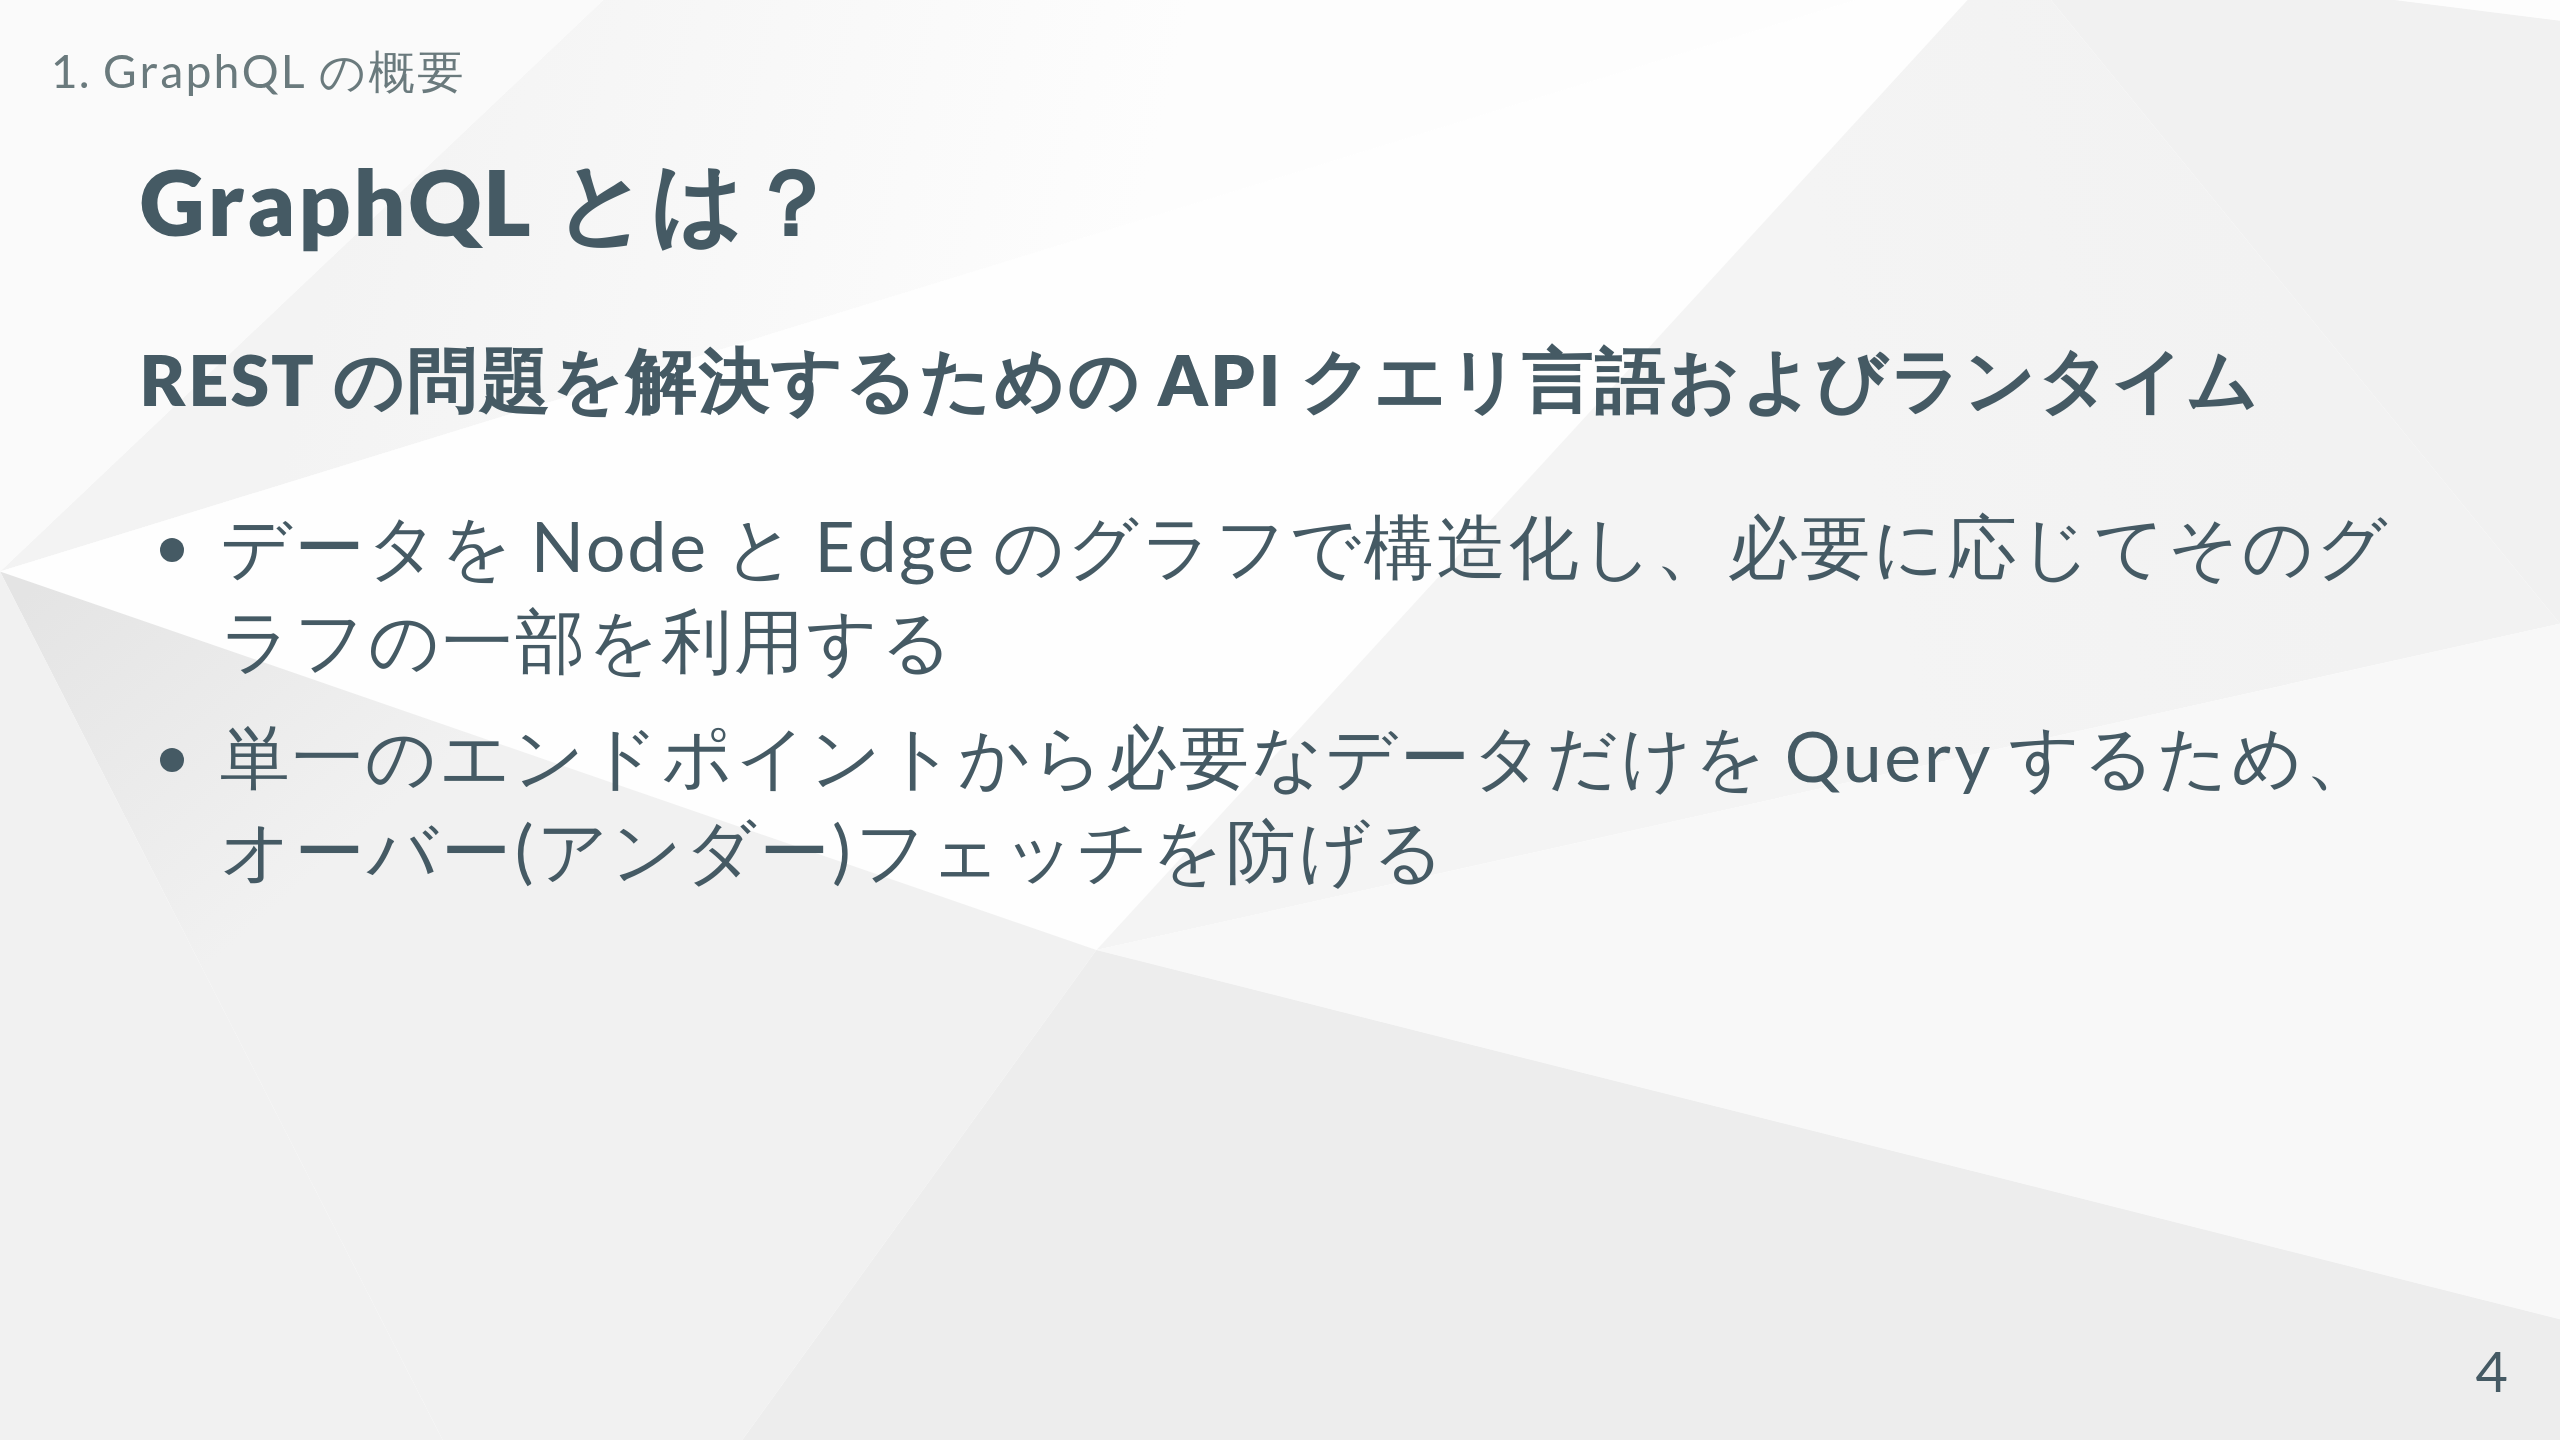 1. GraphQL の概要
GraphQL とは？
REST の問題を解決するための API クエリ言語およびランタイム
• データを Node と Edge のグラフで構造化し、必要に応じてそのグ
ラフの一部を利用する
• 単一のエンドポイントから必要なデータだけを Query するため、
オーバー(アンダー)フェッチを防げる
4